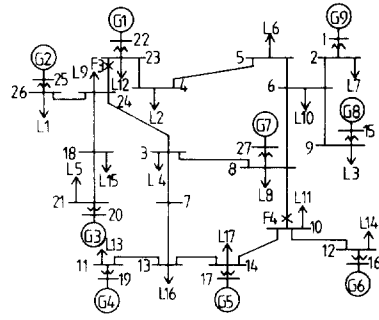 G1 L6 G9
22 23 5 1 2
G2 L9 F3
25 26 24 L12 4 6 L7
L1 L2 L10 G8
G7 9 15
18 3 27 L3
L5 L15 L4 8
21 7 L8 L11
20 F4 10 L14
G3 L13 L17 12
11 13 14 16
19 17
G4 L16 G5 G6